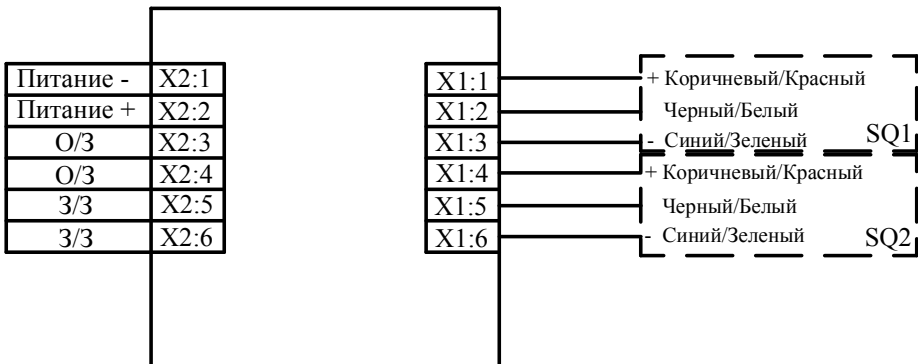 Питание - X2:1 X1:1 + Коричневый/Красный
Питание + X2:2 X1:2 Черный/Белый
О/З X2:3 X1:3 - Синий/Зеленый SQ1
О/З X2:4 X1:4 + Коричневый/Красный
З/З X2:5 X1:5 Черный/Белый
З/З X2:6 X1:6 - Синий/Зеленый SQ2